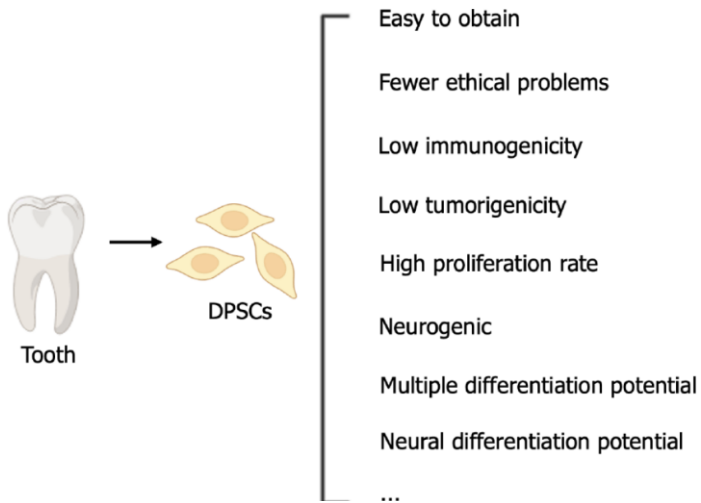 Easy to obtain
Fewer ethical problems
Low immunogenicity
Low tumorigenicity
High proliferation rate
DPSCs
Neurogenic
Tooth
Multiple differentiation potential
Neural differentiation potential
...